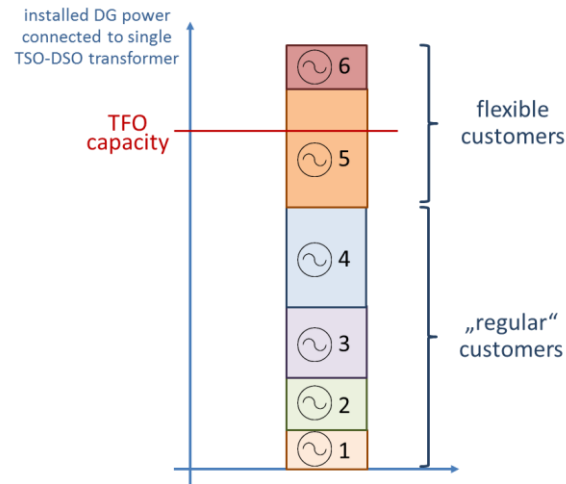 installed DG power
connected to single
TSO-DSO transformer
TFO
capacity
6
5
4
3
2
1
flexible
customers
„regular“
customers